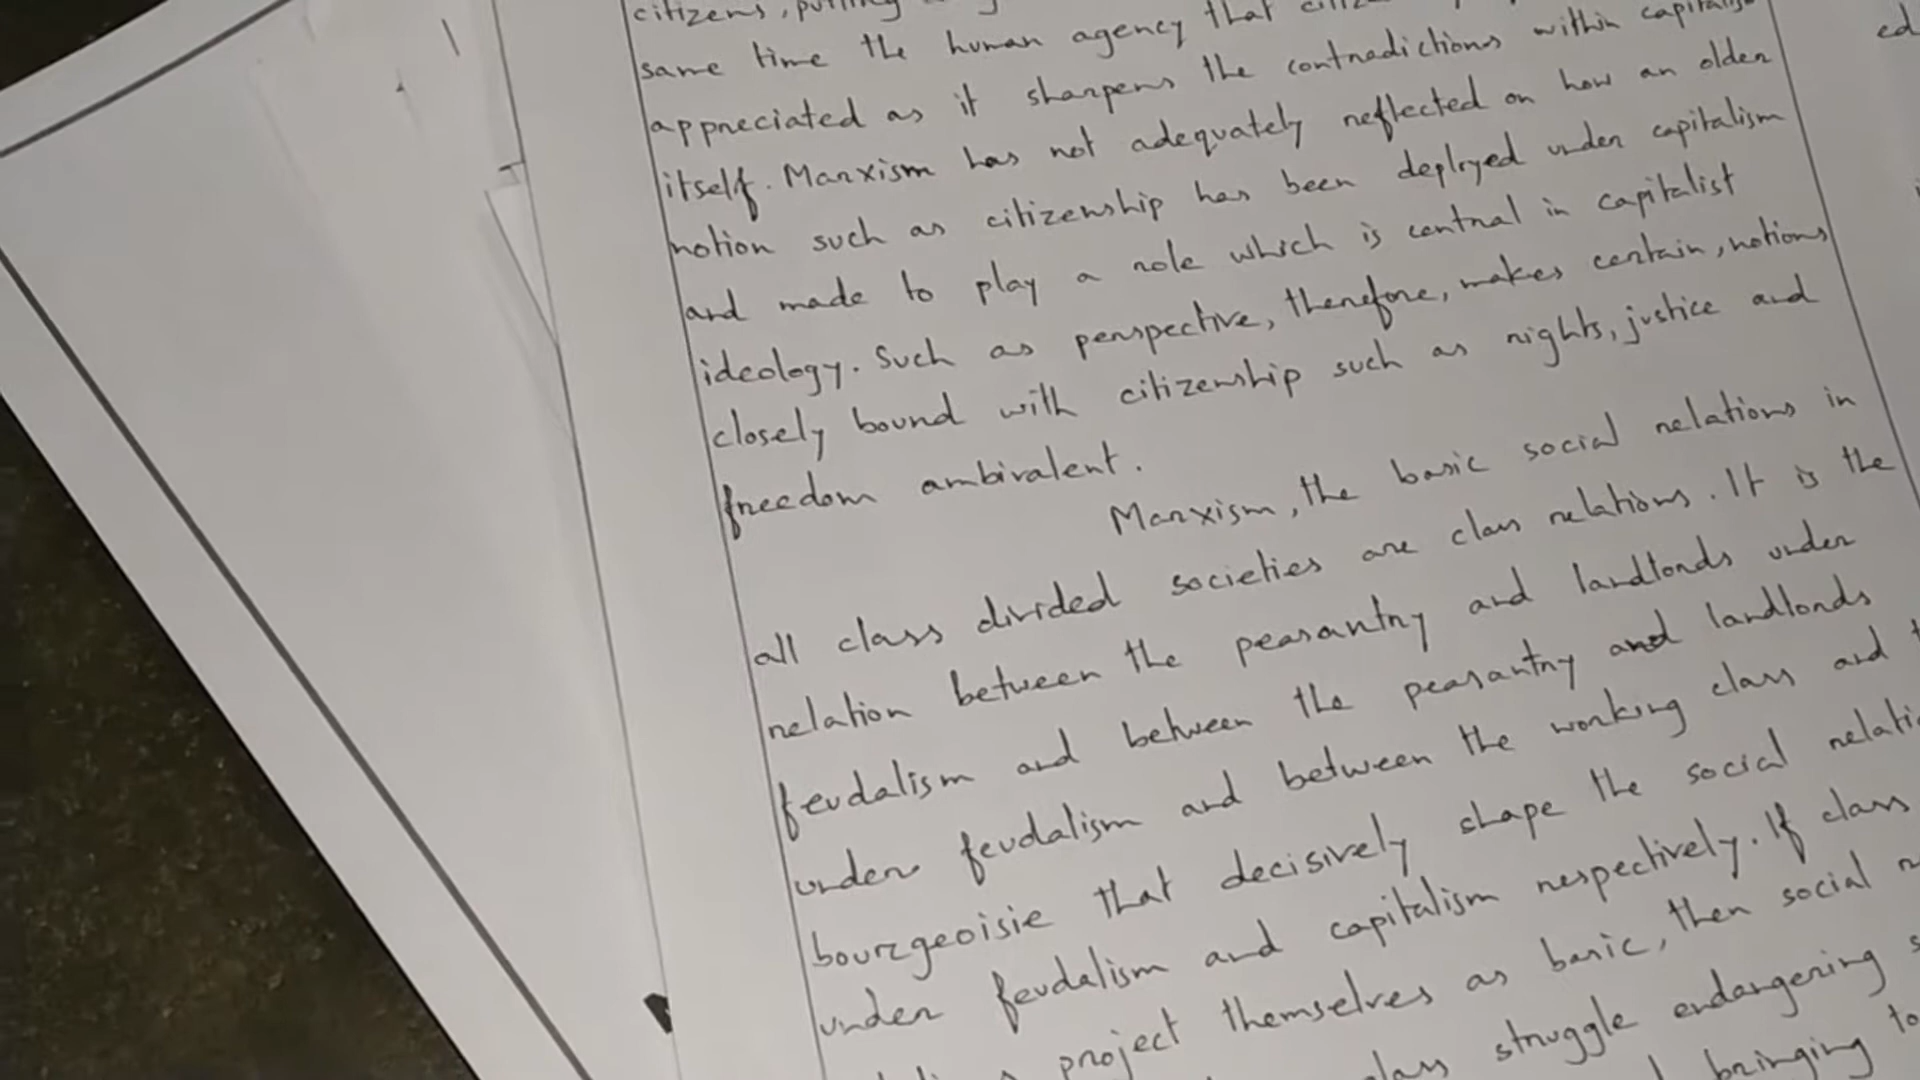 citizens,
same time the human agency that
appreciated as it sharpens the contradictions within
itself. Marxism has not adequately reflected on how an older
notion such as citizenship has been deployed under capitalism
and made to play a role which is central in capitalist
ideology. Such as perspective, therefore, makes certain, notions
closely bound with citizenship such as rights, justice and
freedom ambivalent.
Marxism, the basic social relations in
all class divided societies are class relations. It is the
relation between the peasantry and landlords under
feudalism and between the peasantry and landlords
under feudalism and between the working class and
bourgeoisie that decisively shape the social
under feudalism and capitalism respectively. If class
project themselves as basic, then social
struggle endangering
bringing
ed